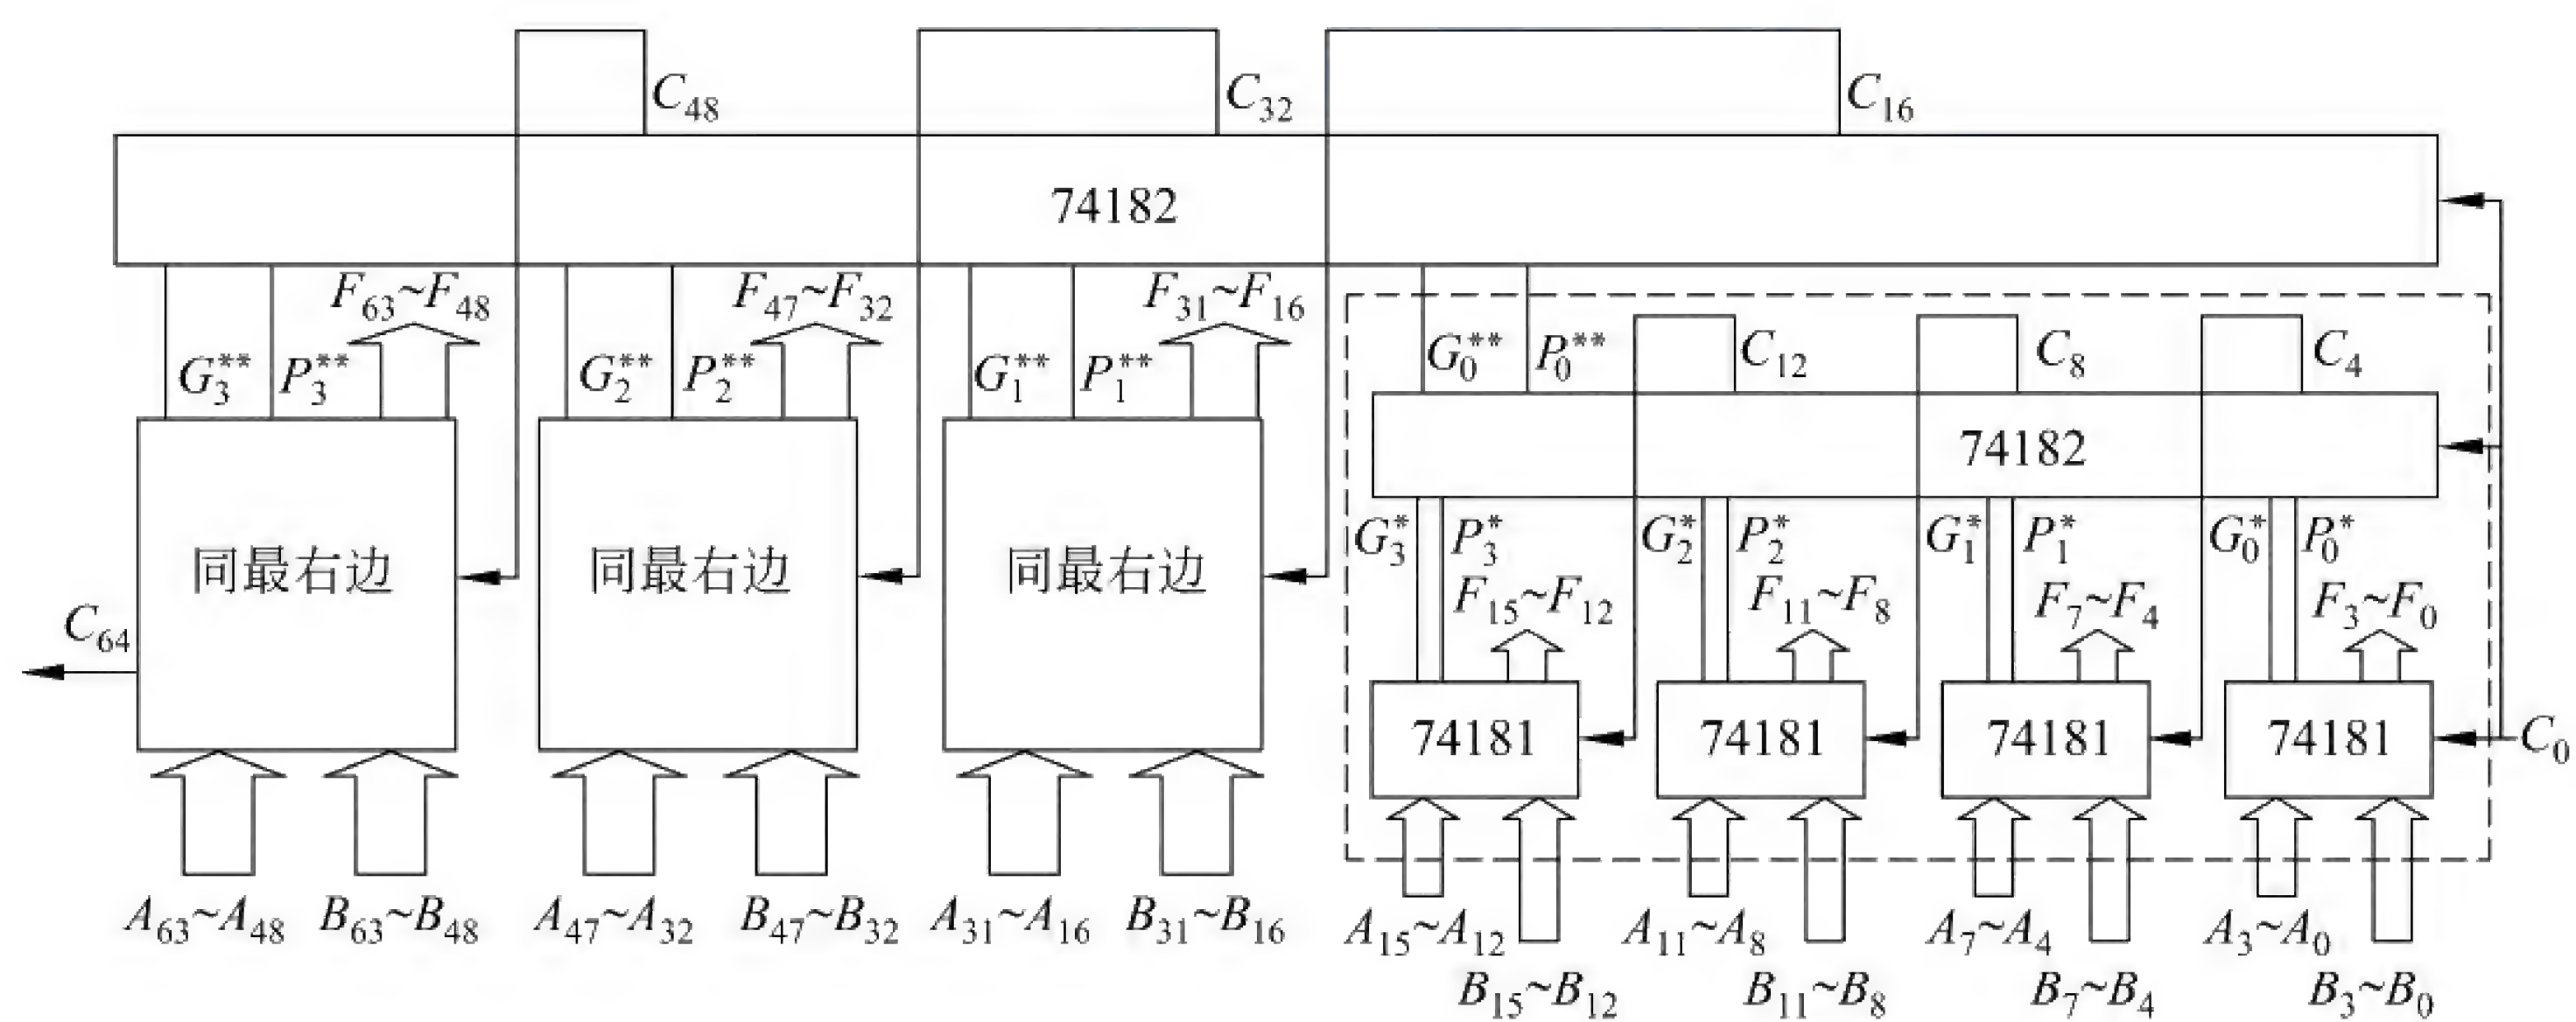 C48 C32 C16
74182
F63~F48 F47~F32 F31~F16
G3** P3** G2** P2** G1** P1** G0** P0** C12 C8 C4
74182
G3* P3* G2* P2* G1* P1* G0* P0*
同最右边 同最右边 同最右边 F15~F12 F11~F8 F7~F4 F3~F0
C64
74181 74181 74181 74181 C0
A63~A48 B63~B48 A47~A32 B47~B32 A31~A16 B31~B16 A15~A12 A11~A8 A7~A4 A3~A0
B15~B12 B11~B8 B7~B4 B3~B0